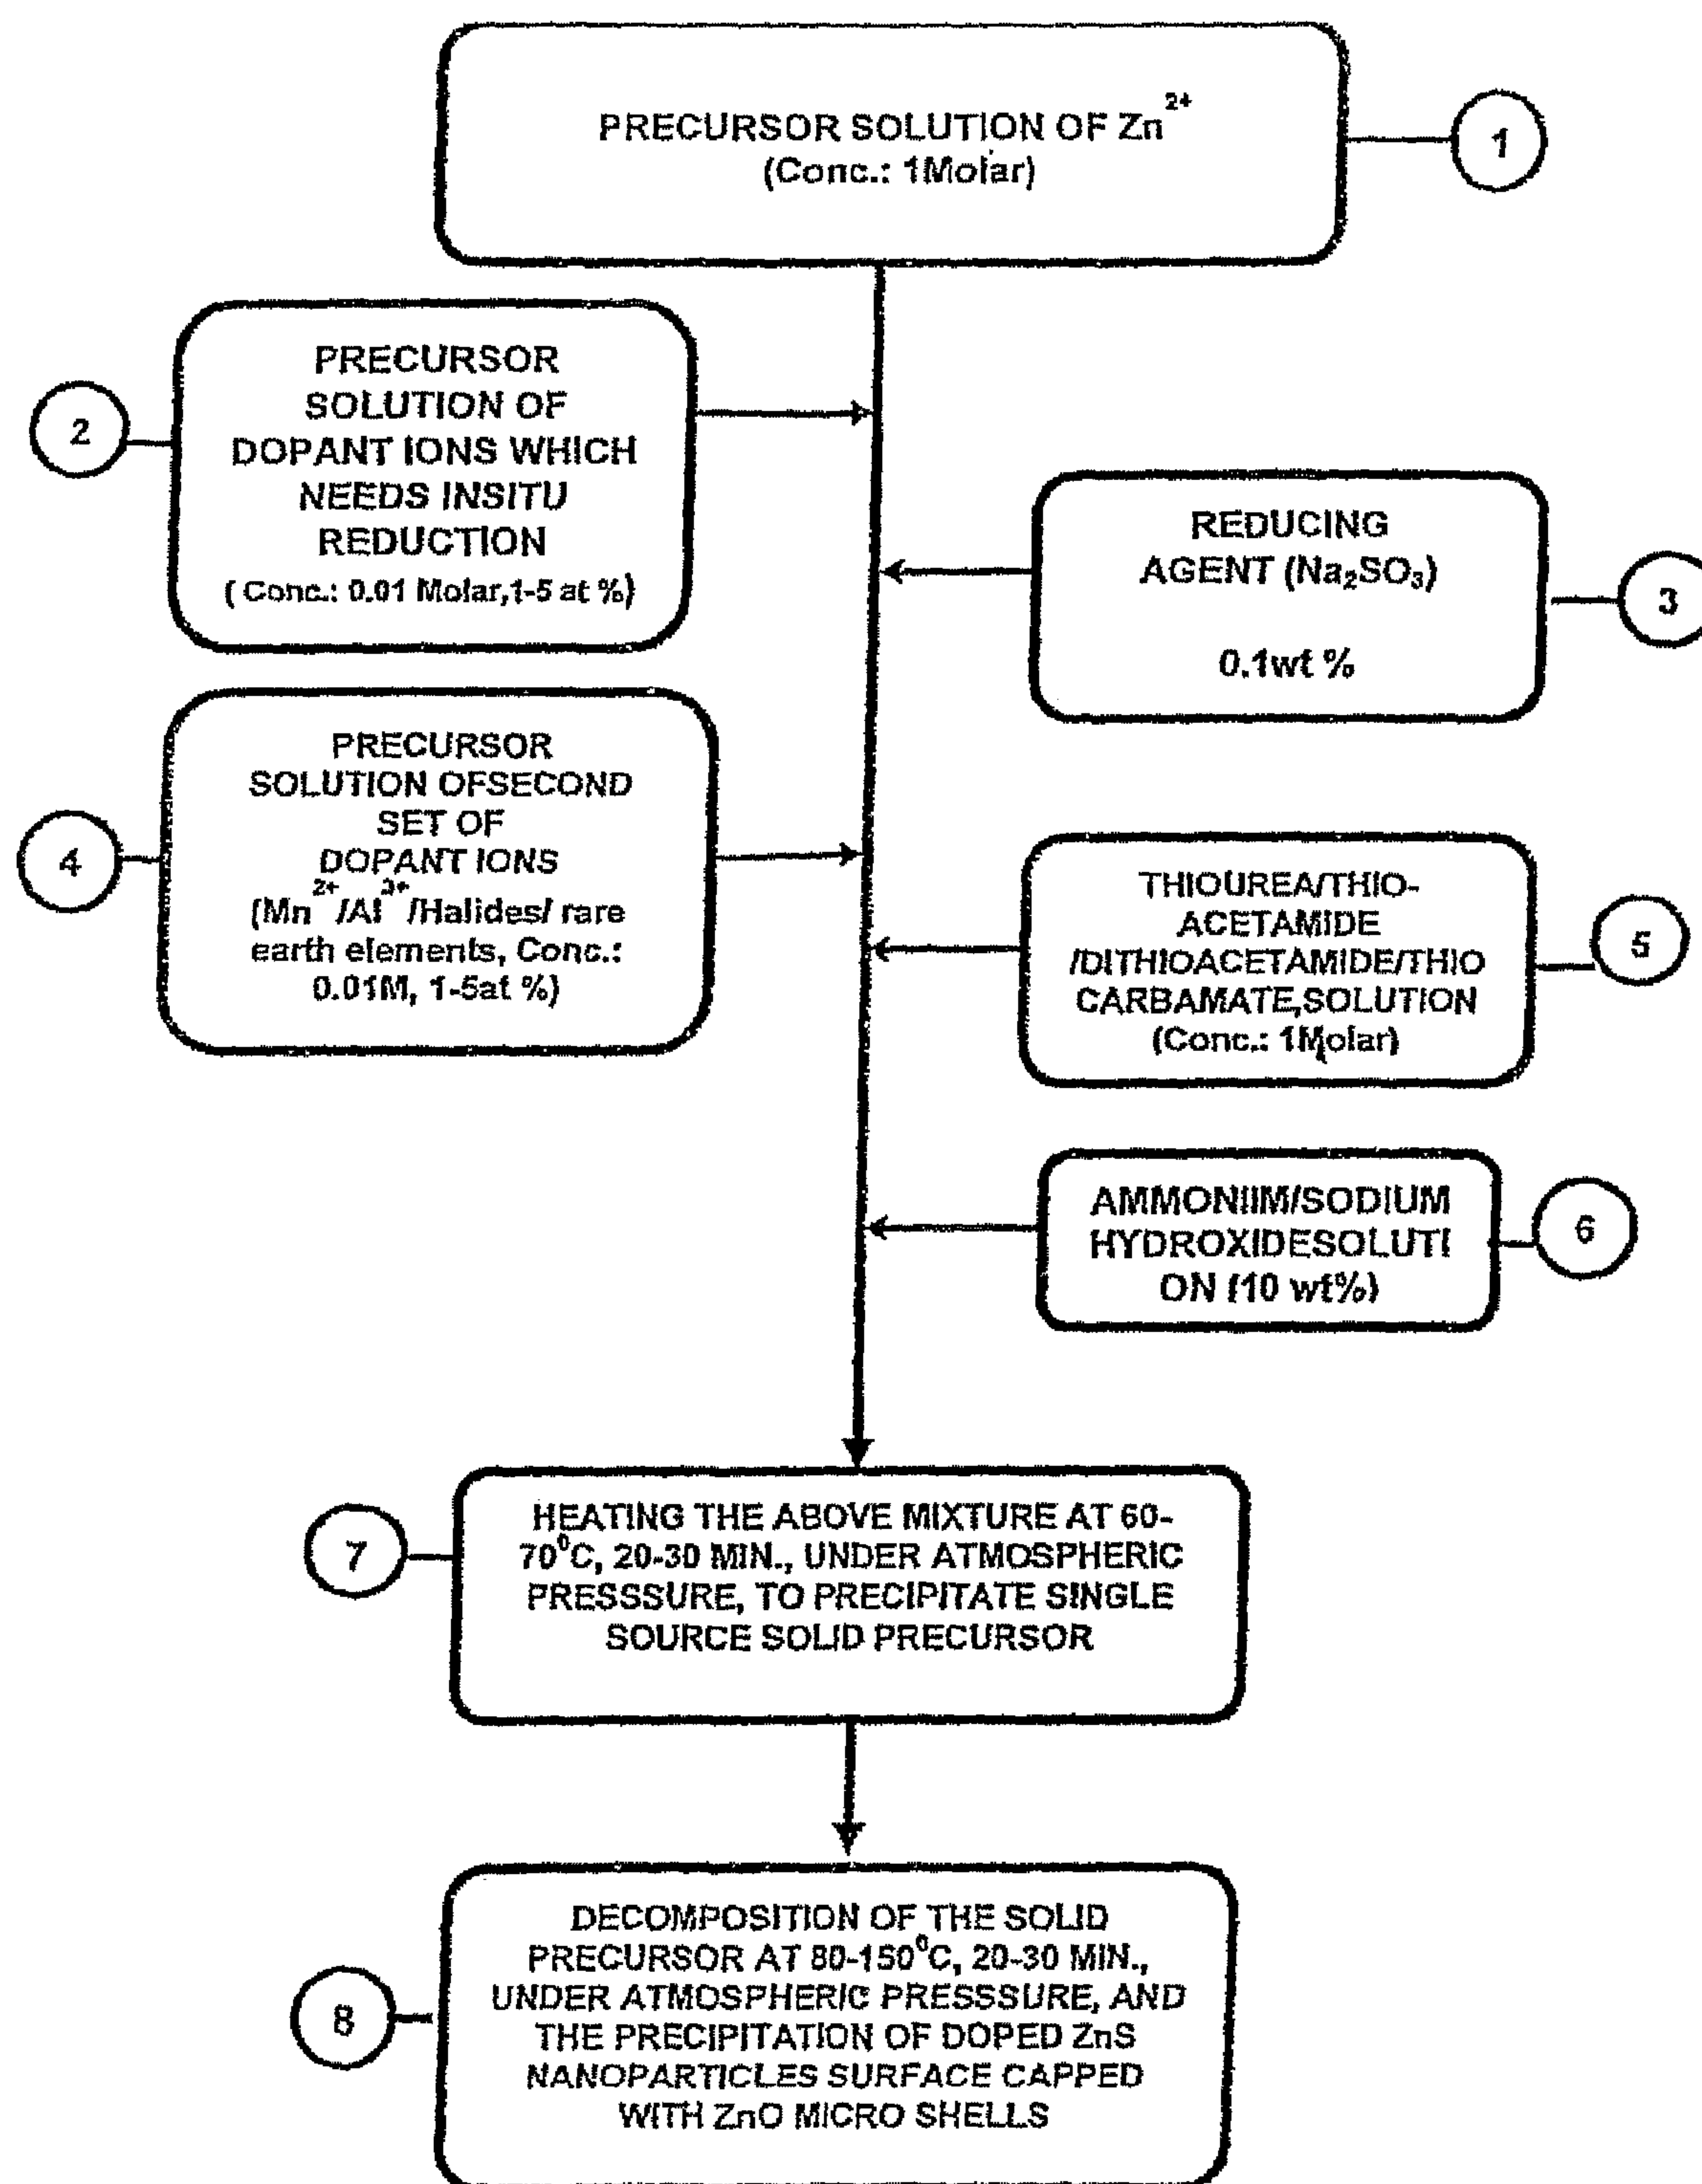 PRECURSOR SOLUTION OF Zn²⁺
(Conc.: 1Molar)
1
PRECURSOR
SOLUTION OF
DOPANT IONS WHICH
NEEDS INSITU
REDUCTION
( Conc.: 0.01 Molar,1-5 at %)
2
REDUCING
AGENT (Na₂SO₃)
0.1wt %
3
PRECURSOR
SOLUTION OFSECOND
SET OF
DOPANT IONS
(Mn²⁺/Al³⁺/Halides/ rare
earth elements, Conc.:
0.01M, 1-5at %)
4
THIOUREA/THIO-
ACETAMIDE
/DITHIOACETAMIDE/THIO
CARBAMATE,SOLUTION
(Conc.: 1Molar)
5
AMMONIIM/SODIUM
HYDROXIDESOLUTI
ON (10 wt%)
6
HEATING THE ABOVE MIXTURE AT 60-
70⁰C, 20-30 MIN., UNDER ATMOSPHERIC
PRESSSURE, TO PRECIPITATE SINGLE
SOURCE SOLID PRECURSOR
7
DECOMPOSITION OF THE SOLID
PRECURSOR AT 80-150⁰C, 20-30 MIN.,
UNDER ATMOSPHERIC PRESSSURE, AND
THE PRECIPITATION OF DOPED ZnS
NANOPARTICLES SURFACE CAPPED
WITH ZnO MICRO SHELLS
8